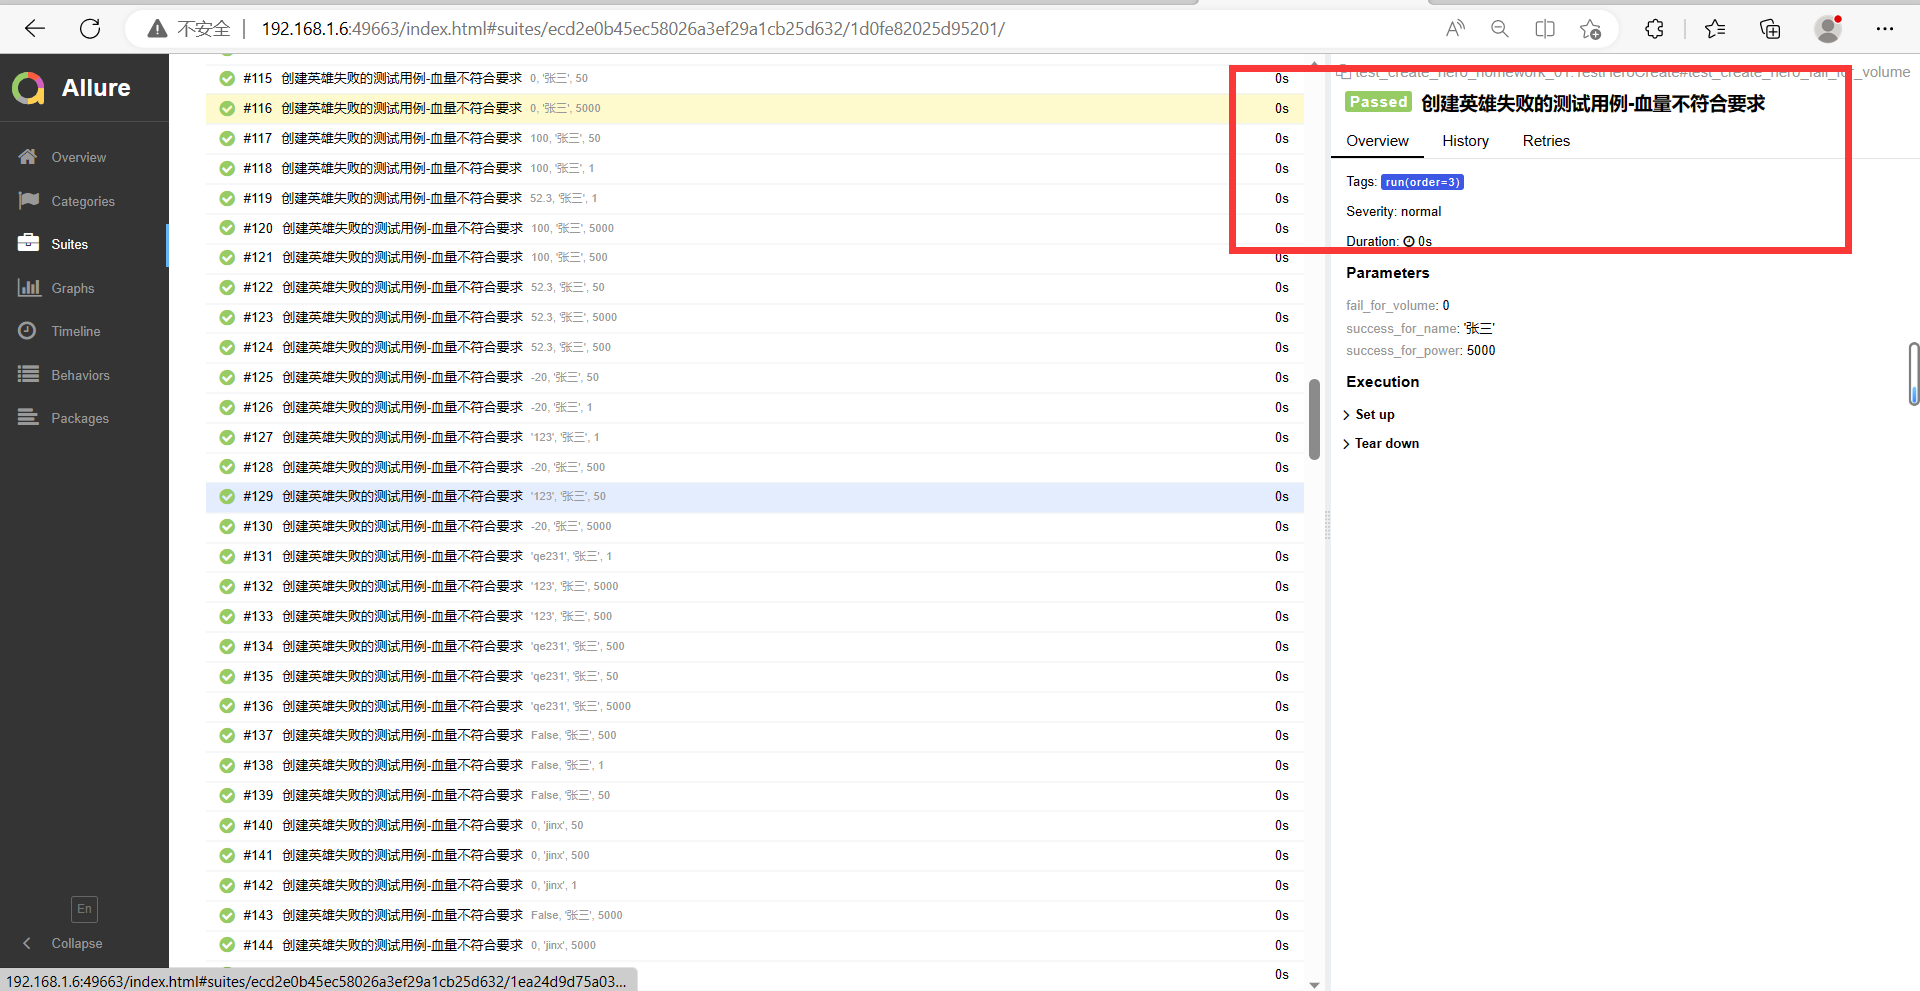 不安全 192.168.1.6:49663/index.html#suites/ecd2e0b45ec58026a3ef29a1cb25d632/1d0fe82025d95201/
Allure
Overview
Categories
Suites
Graphs
Timeline
Behaviors
Packages
En
Collapse
#115 创建英雄失败的测试用例-血量不符合要求 0, '张三', 50 0s
#116 创建英雄失败的测试用例-血量不符合要求 0, '张三', 5000 0s
#117 创建英雄失败的测试用例-血量不符合要求 100, '张三', 50 0s
#118 创建英雄失败的测试用例-血量不符合要求 100, '张三', 1 0s
#119 创建英雄失败的测试用例-血量不符合要求 52.3, '张三', 1 0s
#120 创建英雄失败的测试用例-血量不符合要求 100, '张三', 5000 0s
#121 创建英雄失败的测试用例-血量不符合要求 100, '张三', 500 0s
#122 创建英雄失败的测试用例-血量不符合要求 52.3, '张三', 50 0s
#123 创建英雄失败的测试用例-血量不符合要求 52.3, '张三', 5000 0s
#124 创建英雄失败的测试用例-血量不符合要求 52.3, '张三', 500 0s
#125 创建英雄失败的测试用例-血量不符合要求 -20, '张三', 50 0s
#126 创建英雄失败的测试用例-血量不符合要求 -20, '张三', 1 0s
#127 创建英雄失败的测试用例-血量不符合要求 '123', '张三', 1 0s
#128 创建英雄失败的测试用例-血量不符合要求 -20, '张三', 500 0s
#129 创建英雄失败的测试用例-血量不符合要求 '123', '张三', 50 0s
#130 创建英雄失败的测试用例-血量不符合要求 -20, '张三', 5000 0s
#131 创建英雄失败的测试用例-血量不符合要求 'qe231', '张三', 1 0s
#132 创建英雄失败的测试用例-血量不符合要求 '123', '张三', 5000 0s
#133 创建英雄失败的测试用例-血量不符合要求 '123', '张三', 500 0s
#134 创建英雄失败的测试用例-血量不符合要求 'qe231', '张三', 500 0s
#135 创建英雄失败的测试用例-血量不符合要求 'qe231', '张三', 50 0s
#136 创建英雄失败的测试用例-血量不符合要求 'qe231', '张三', 5000 0s
#137 创建英雄失败的测试用例-血量不符合要求 False, '张三', 500 0s
#138 创建英雄失败的测试用例-血量不符合要求 False, '张三', 1 0s
#139 创建英雄失败的测试用例-血量不符合要求 False, '张三', 50 0s
#140 创建英雄失败的测试用例-血量不符合要求 0, 'jinx', 50 0s
#141 创建英雄失败的测试用例-血量不符合要求 0, 'jinx', 500 0s
#142 创建英雄失败的测试用例-血量不符合要求 0, 'jinx', 1 0s
#143 创建英雄失败的测试用例-血量不符合要求 False, '张三', 5000 0s
#144 创建英雄失败的测试用例-血量不符合要求 0, 'jinx', 5000 0s
0s
test_create_hero_homework_01.TestHeroCreate#test_create_hero_fail_for_volume
Passed 创建英雄失败的测试用例-血量不符合要求
Overview History Retries
Tags: run(order=3)
Severity: normal
Duration: 0s
Parameters
fail_for_volume: 0
success_for_name: '张三'
success_for_power: 5000
Execution
Set up
Tear down
192.168.1.6:49663/index.html#suites/ecd2e0b45ec58026a3ef29a1cb25d632/1ea24d9d75a03...